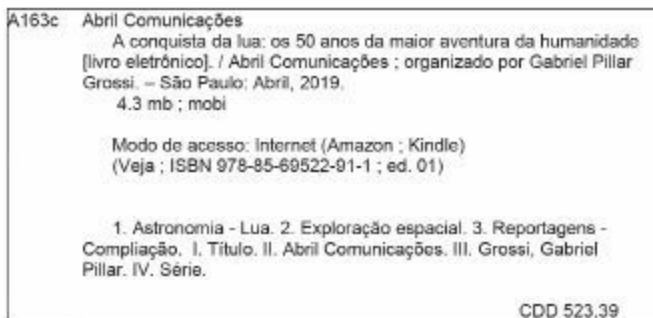 A163c Abril Comunicações
A conquista da lua: os 50 anos da maior aventura da humanidade
[livro eletrônico]. / Abril Comunicações ; organizado por Gabriel Pillar
Grossi. – São Paulo: Abril, 2019.
4.3 mb ; mobi
Modo de acesso: Internet (Amazon ; Kindle)
(Veja ; ISBN 978-85-69522-91-1 ; ed. 01)
1. Astronomia - Lua. 2. Exploração espacial. 3. Reportagens -
Compliação. I. Título. II. Abril Comunicações. III. Grossi, Gabriel
Pillar. IV. Série.
CDD 523.39